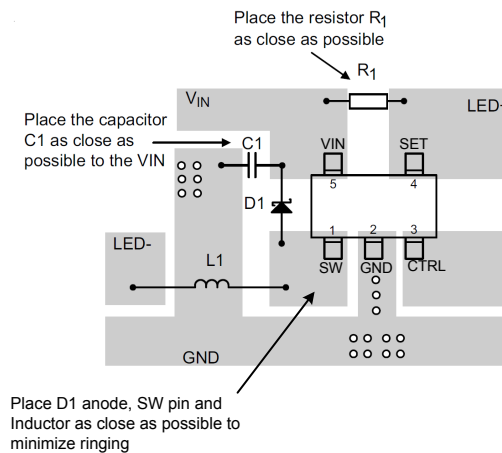 Place the resistor R1
as close as possible
R1
VIN
LED+
Place the capacitor
C1 as close as
possible to the VIN
C1
VIN
SET
5
4
D1
1
2
3
LED-
L1
SW
GND
CTRL
GND
Place D1 anode, SW pin and
Inductor as close as possible to
minimize ringing